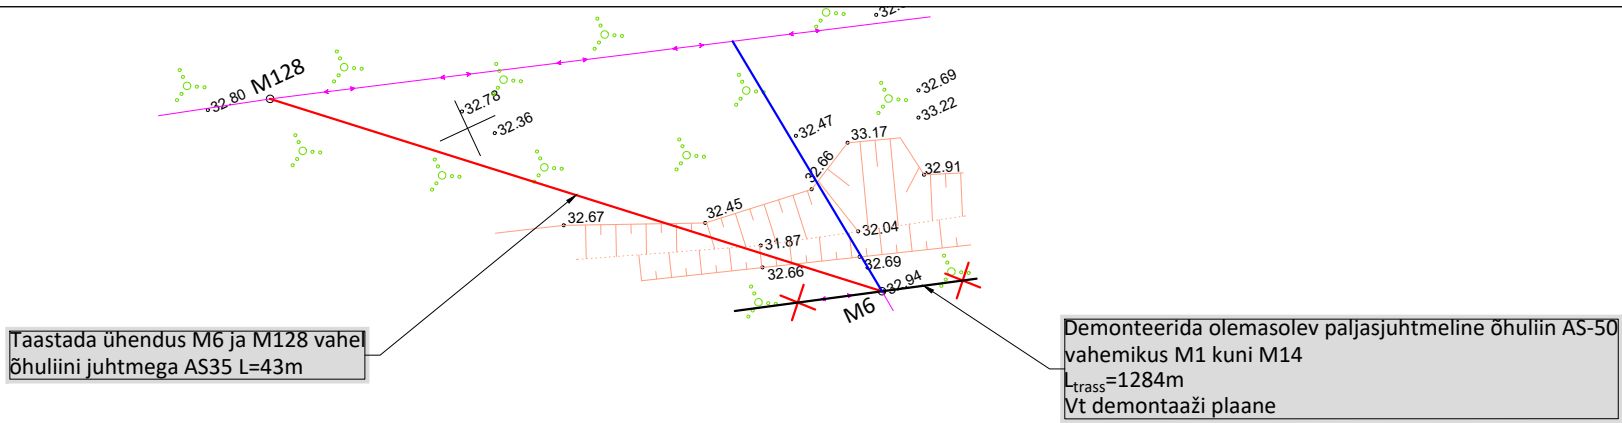 32.80
M128
32.78
32.36
32.69
33.22
32.47
33.17
32.66
32.91
32.67
32.45
31.87
32.04
32.66
32.69
32.94
M6
Taastada ühendus M6 ja M128 vahel
õhuliini juhtmega AS35 L=43m
Demonteerida olemasolev paljasjuhtmeline õhuliin AS-50
vahemikus M1 kuni M14
Ltrass=1284m
Vt demontaaži plaane